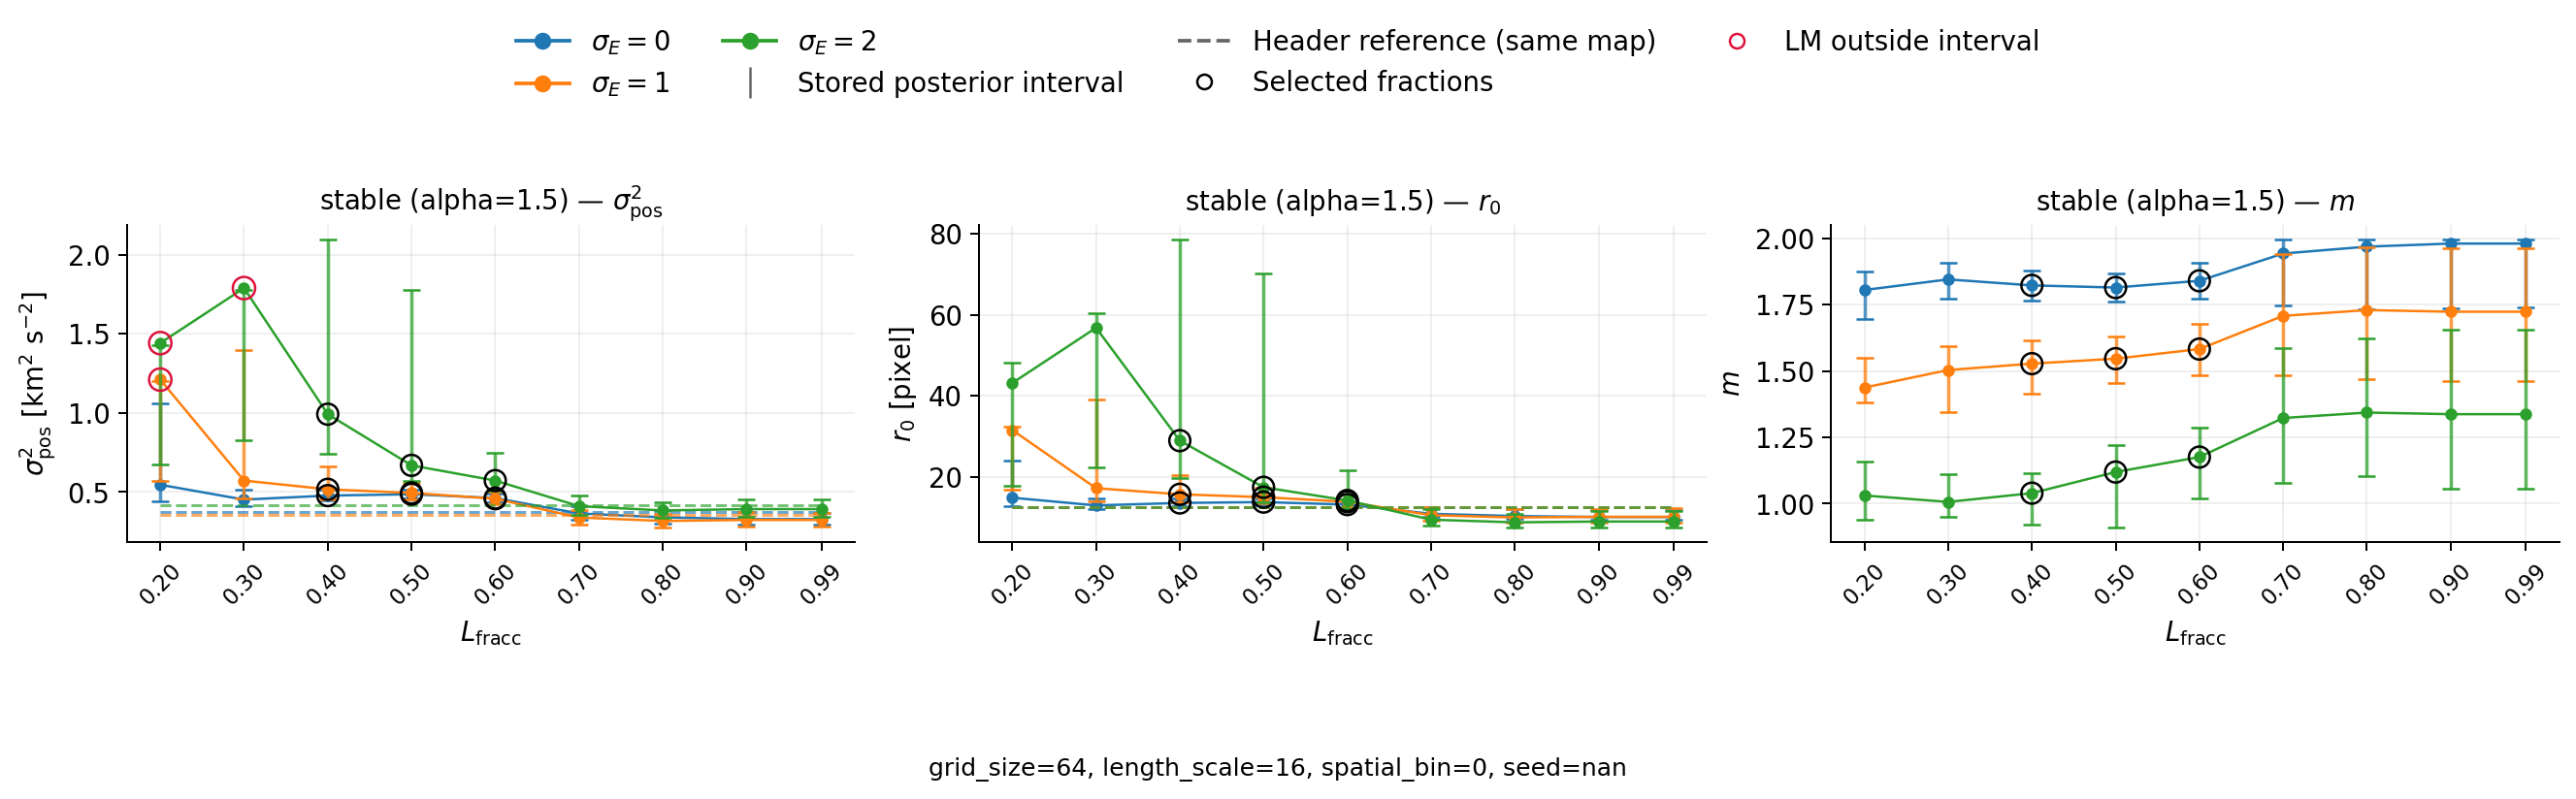 σ_E = 0
σ_E = 1
σ_E = 2
Stored posterior interval
Header reference (same map)
Selected fractions
LM outside interval
stable (alpha=1.5) — σ²_pos
σ²_pos [km² s⁻²]
2.0
1.5
1.0
0.5
0.20 0.30 0.40 0.50 0.60 0.70 0.80 0.90 0.99
L_fracc
stable (alpha=1.5) — r₀
r₀ [pixel]
80
60
40
20
0.20 0.30 0.40 0.50 0.60 0.70 0.80 0.90 0.99
L_fracc
stable (alpha=1.5) — m
m
2.00
1.75
1.50
1.25
1.00
0.20 0.30 0.40 0.50 0.60 0.70 0.80 0.90 0.99
L_fracc
grid_size=64, length_scale=16, spatial_bin=0, seed=nan